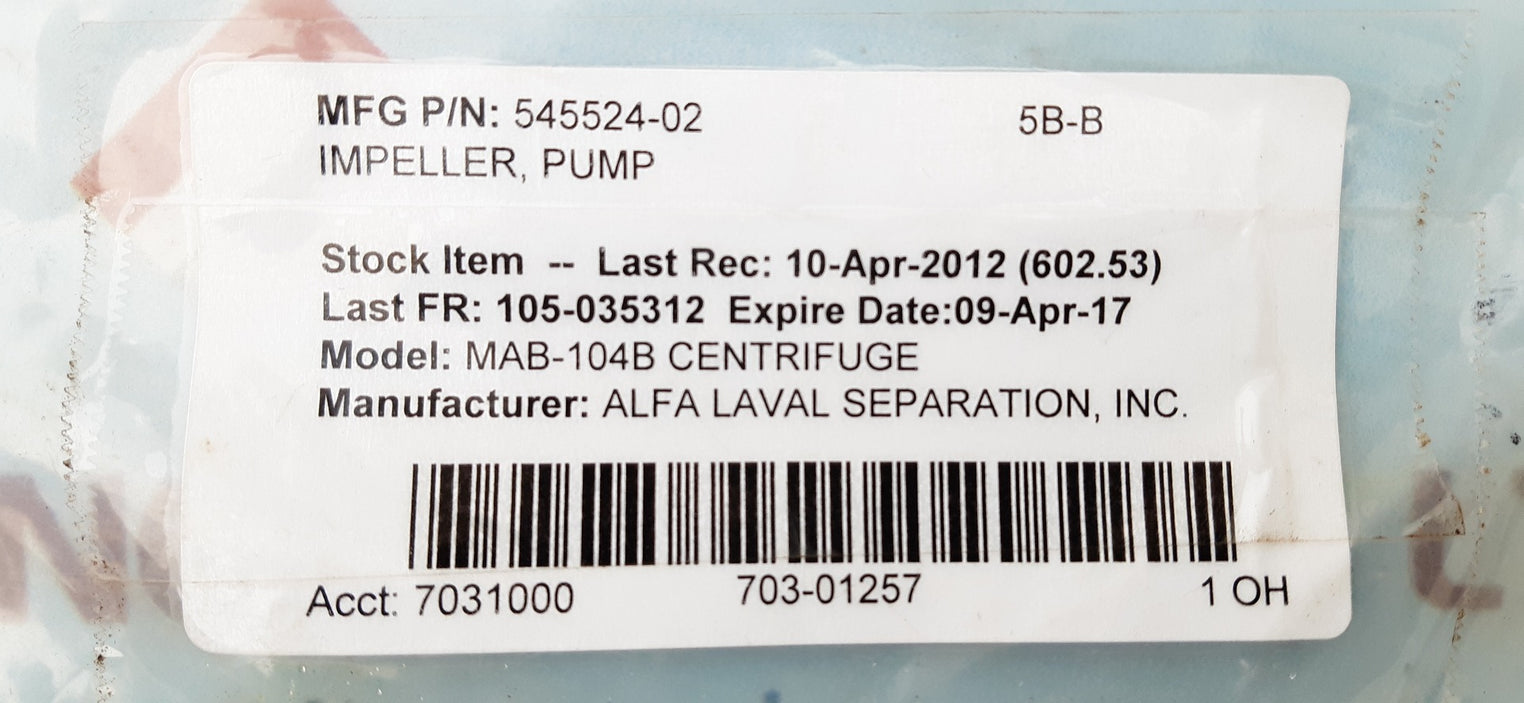 MFG P/N: 545524-02 5B-B
IMPELLER, PUMP
Stock Item -- Last Rec: 10-Apr-2012 (602.53)
Last FR: 105-035312 Expire Date:09-Apr-17
Model: MAB-104B CENTRIFUGE
Manufacturer: ALFA LAVAL SEPARATION, INC.
Acct: 7031000 703-01257 1 OH